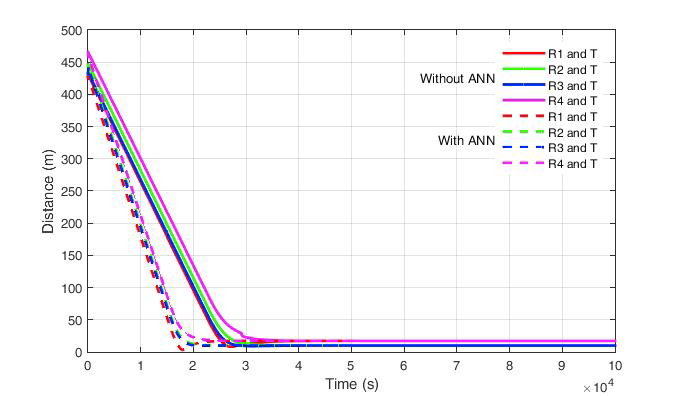 500
450
400
350
300
250
200
150
100
50
0
Distance (m)
Without ANN
With ANN
R1 and T
R2 and T
R3 and T
R4 and T
R1 and T
R2 and T
R3 and T
R4 and T
0 1 2 3 4 5 6 7 8 9 10
Time (s)
×10⁴